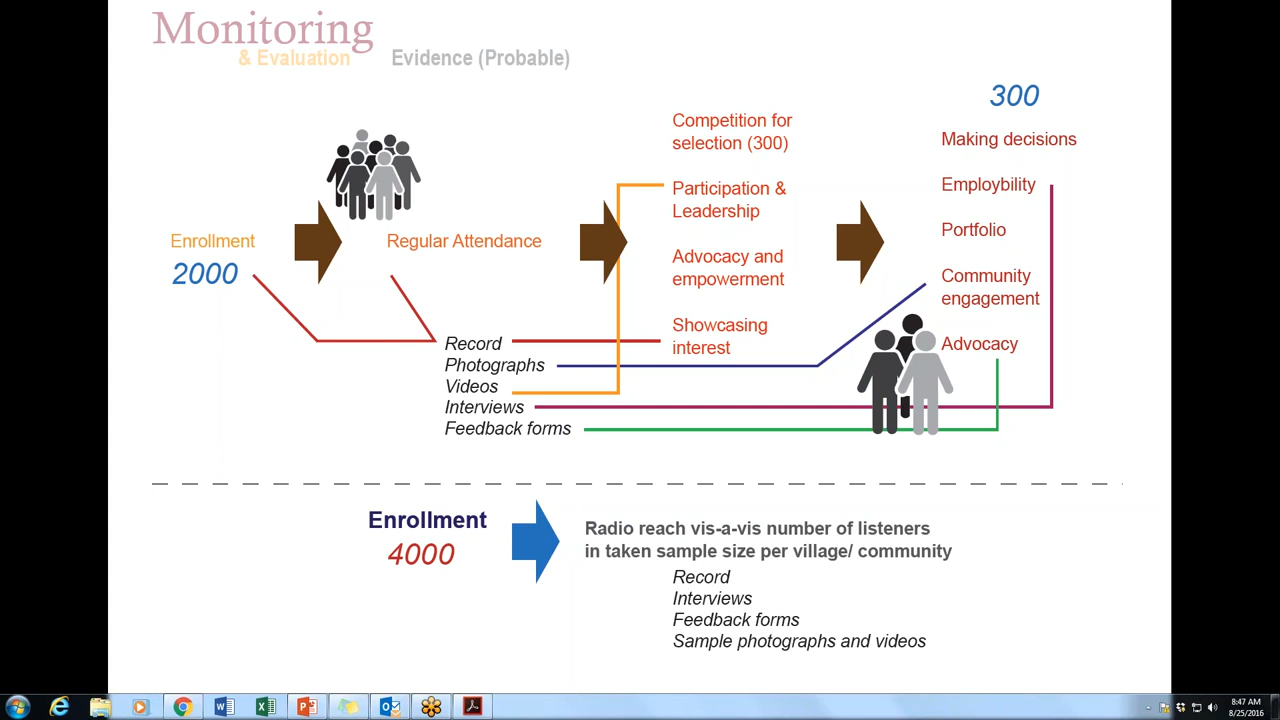 Monitoring
& Evaluation
Evidence (Probable)
Enrollment
2000
Regular Attendance
Competition for
selection (300)
Participation &
Leadership
Advocacy and
empowerment
Showcasing
interest
300
Making decisions
Employbility
Portfolio
Community
engagement
Advocacy
Record
Photographs
Videos
Interviews
Feedback forms
Enrollment
4000
Radio reach vis-a-vis number of listeners
in taken sample size per village/ community
Record
Interviews
Feedback forms
Sample photographs and videos
8:47 AM
8/25/2016